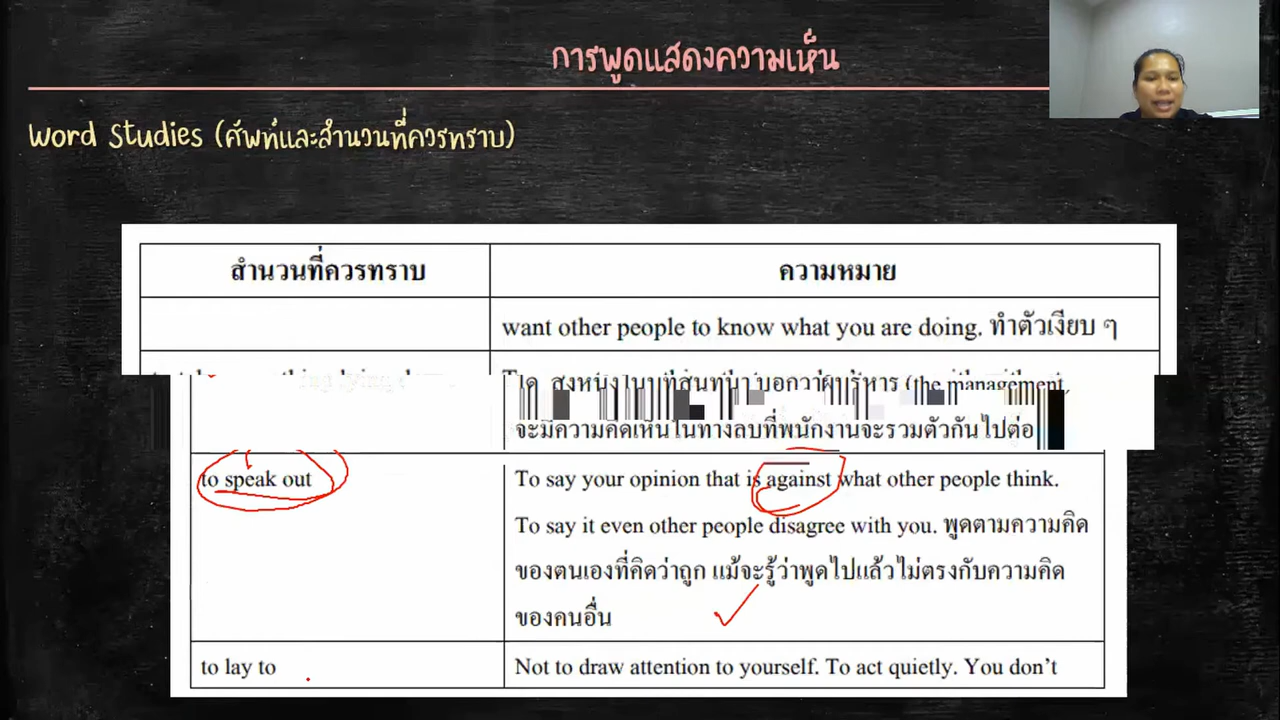 การพูดแสดงความเห็น
Word Studies (ศัพท์และสำนวนที่ควรทราบ)
สำนวนที่ควรทราบ ความหมาย
want other people to know what you are doing. ทำตัวเงียบ ๆ
(the management,
จะมีความคิดเห็นในทางลบที่พนักงานจะรวมตัวกันไปต่อ
to speak out To say your opinion that is against what other people think.
To say it even other people disagree with you. พูดตามความคิด
ของตนเองที่คิดว่าถูก แม้จะรู้ว่าพูดไปแล้วไม่ตรงกับความคิด
ของคนอื่น
to lay to Not to draw attention to yourself. To act quietly. You don’t